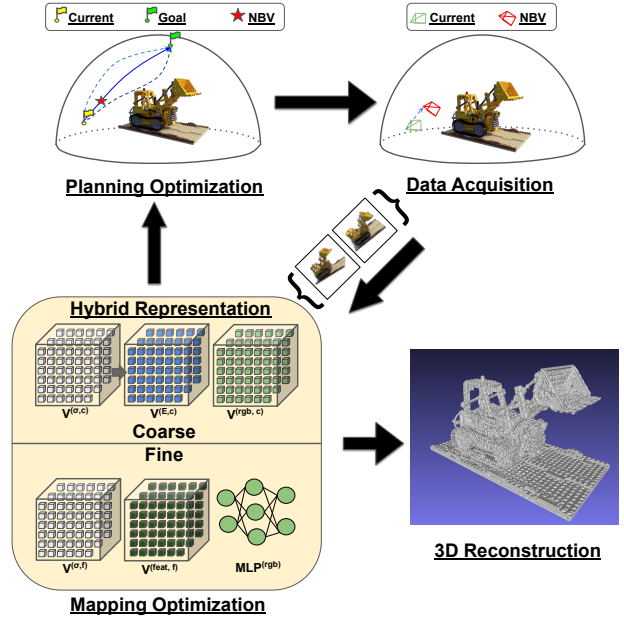 Current Goal NBV
Current NBV
Planning Optimization
Data Acquisition
Hybrid Representation
V(σ,c) V(E,c) V(rgb, c)
Coarse
Fine
V(σ,f) V(feat, f) MLP(rgb)
Mapping Optimization
3D Reconstruction